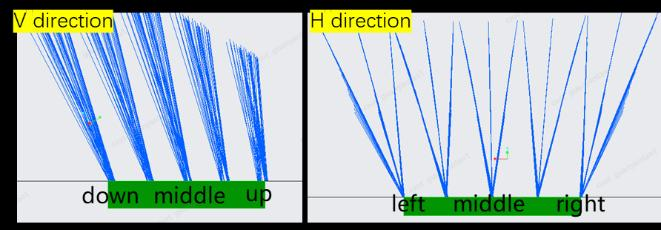 V direction
H direction
down middle up
left middle right